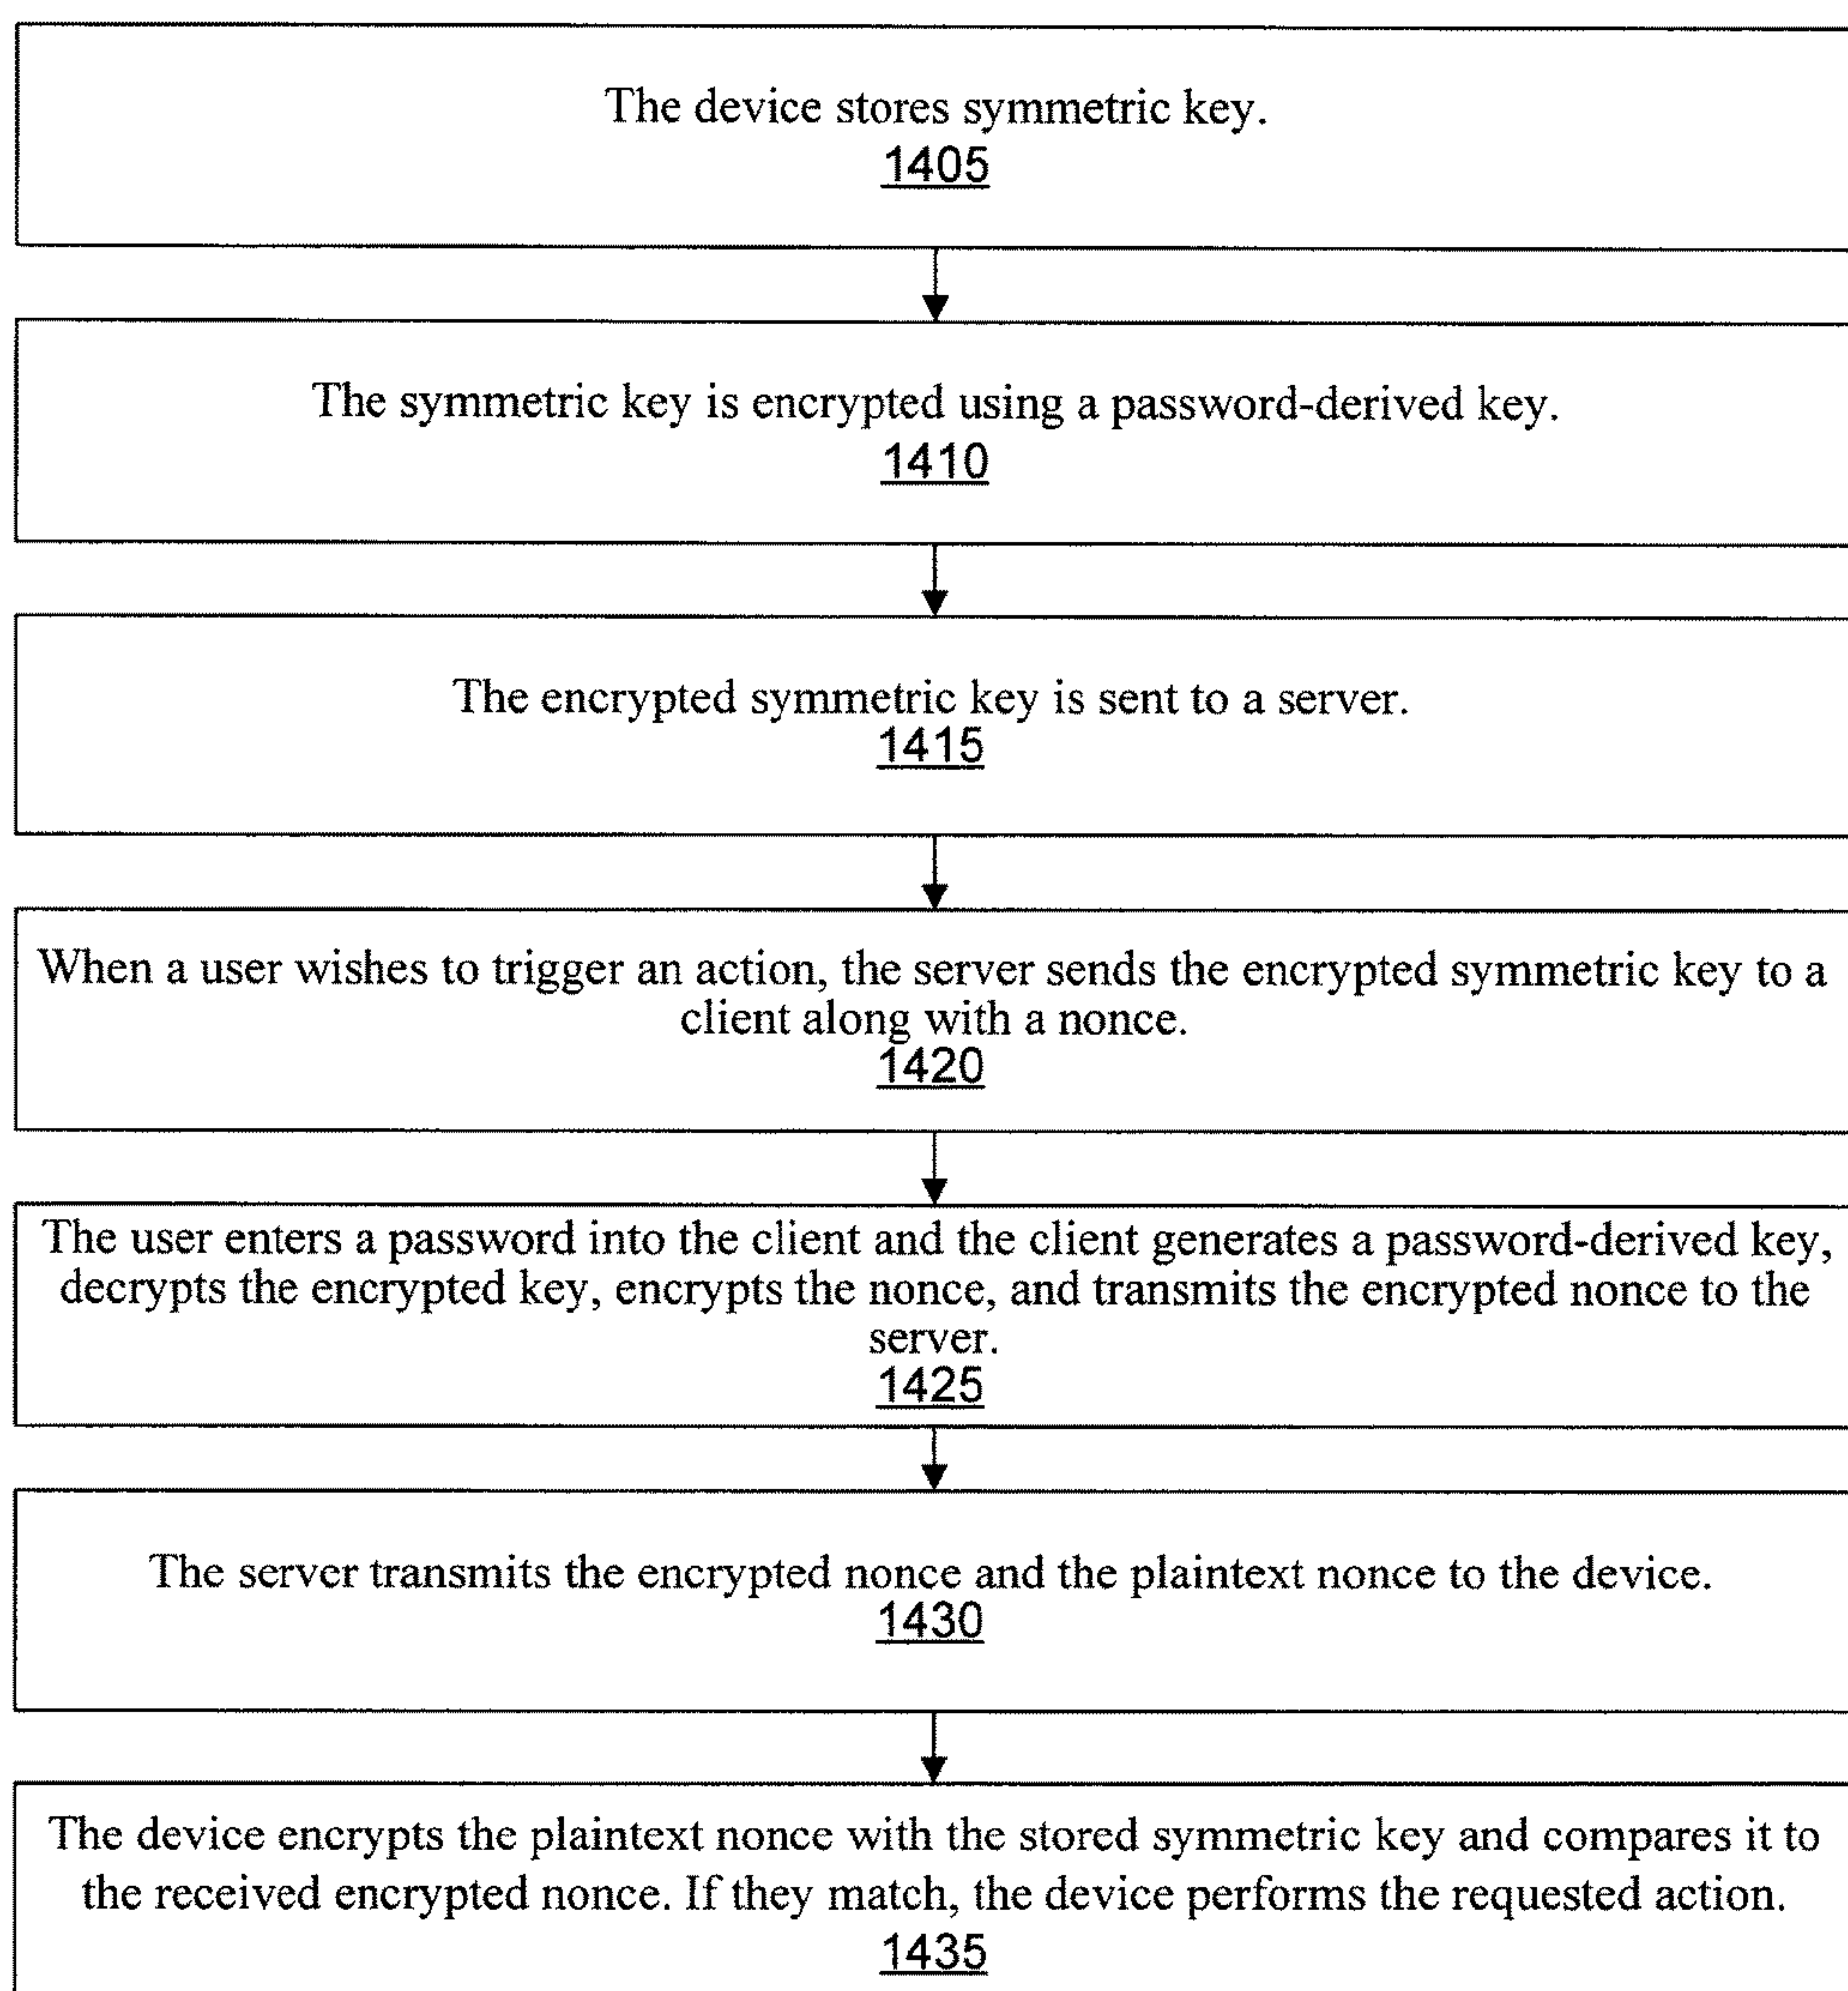 The device stores symmetric key.
1405
The symmetric key is encrypted using a password-derived key.
1410
The encrypted symmetric key is sent to a server.
1415
When a user wishes to trigger an action, the server sends the encrypted symmetric key to a
client along with a nonce.
1420
The user enters a password into the client and the client generates a password-derived key,
decrypts the encrypted key, encrypts the nonce, and transmits the encrypted nonce to the
server.
1425
The server transmits the encrypted nonce and the plaintext nonce to the device.
1430
The device encrypts the plaintext nonce with the stored symmetric key and compares it to
the received encrypted nonce. If they match, the device performs the requested action.
1435